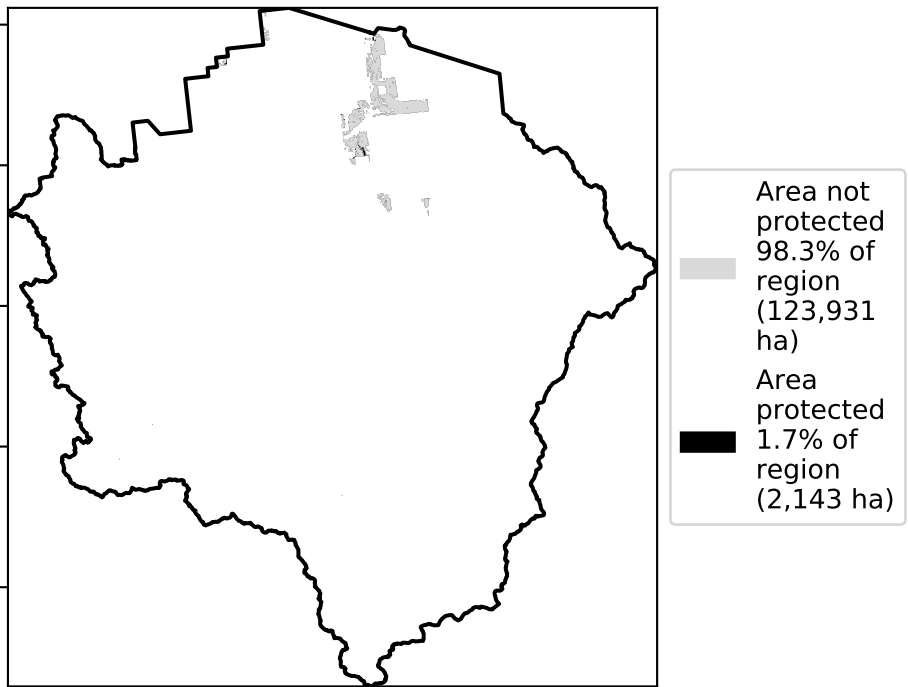 Area not
protected
98.3% of
region
(123,931
ha)
Area
protected
1.7% of
region
(2,143 ha)